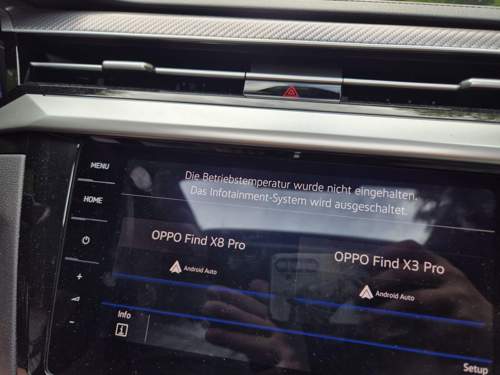 MENU
HOME
Die Betriebstemperatur wurde nicht eingehalten.
Das Infotainment-System wird ausgeschaltet.
OPPO Find X8 Pro
Android Auto
OPPO Find X3 Pro
Android Auto
+
-
Info
i
Setup